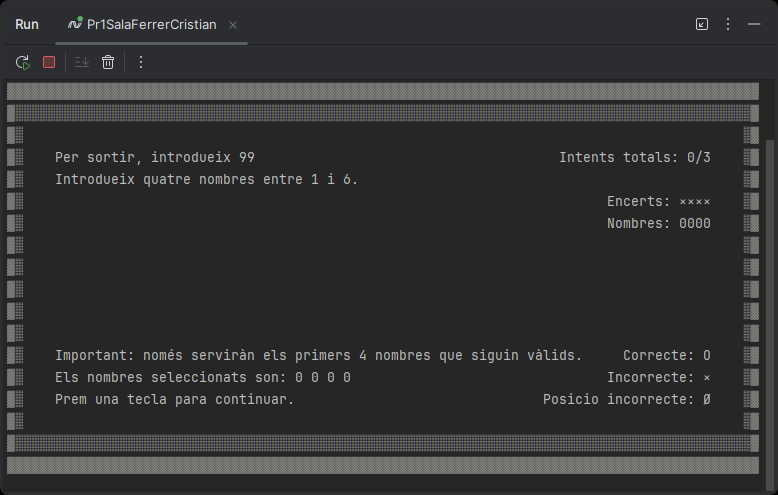 Run Pr1SalaFerrerCristian
Per sortir, introdueix 99 Intents totals: 0/3
Introdueix quatre nombres entre 1 i 6.
Encerts: ××××
Nombres: 0000
Important: només serviràn els primers 4 nombres que siguin vàlids. Correcte: O
Els nombres seleccionats son: 0 0 0 0 Incorrecte: ×
Prem una tecla para continuar. Posicio incorrecte: Ø